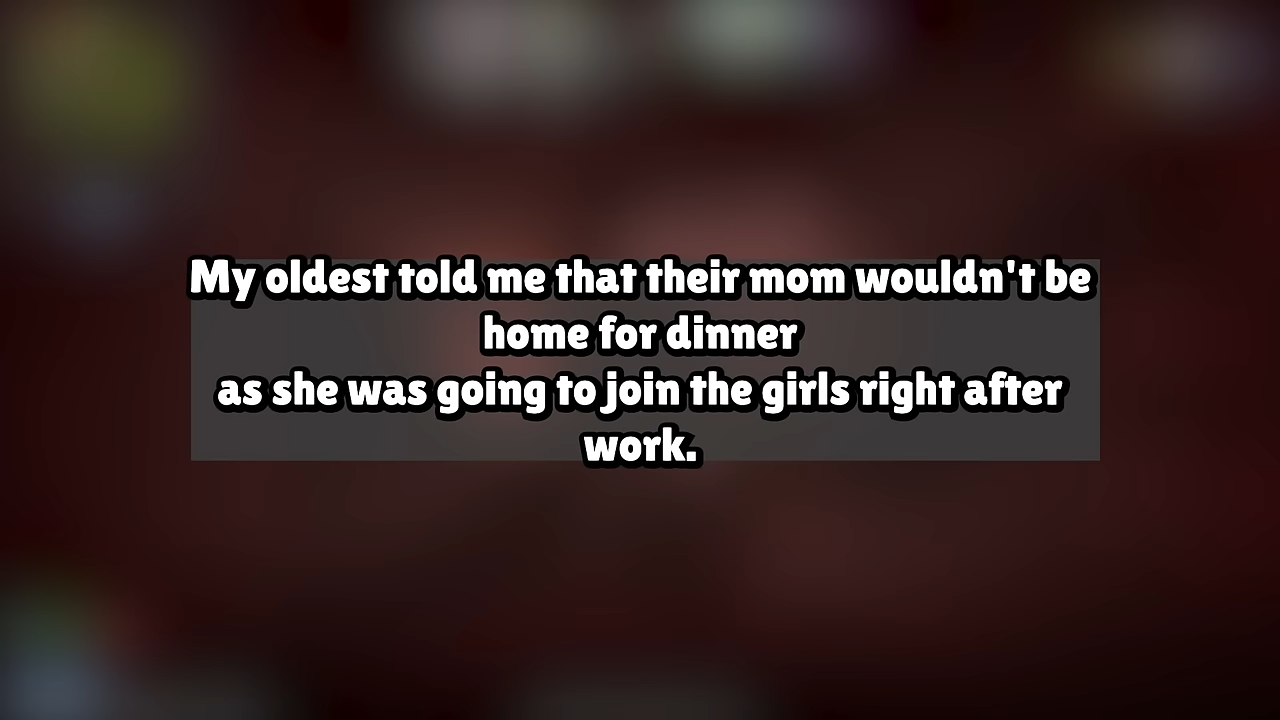 My oldest told me that their mom wouldn't be
home for dinner
as she was going to join the girls right after
work.